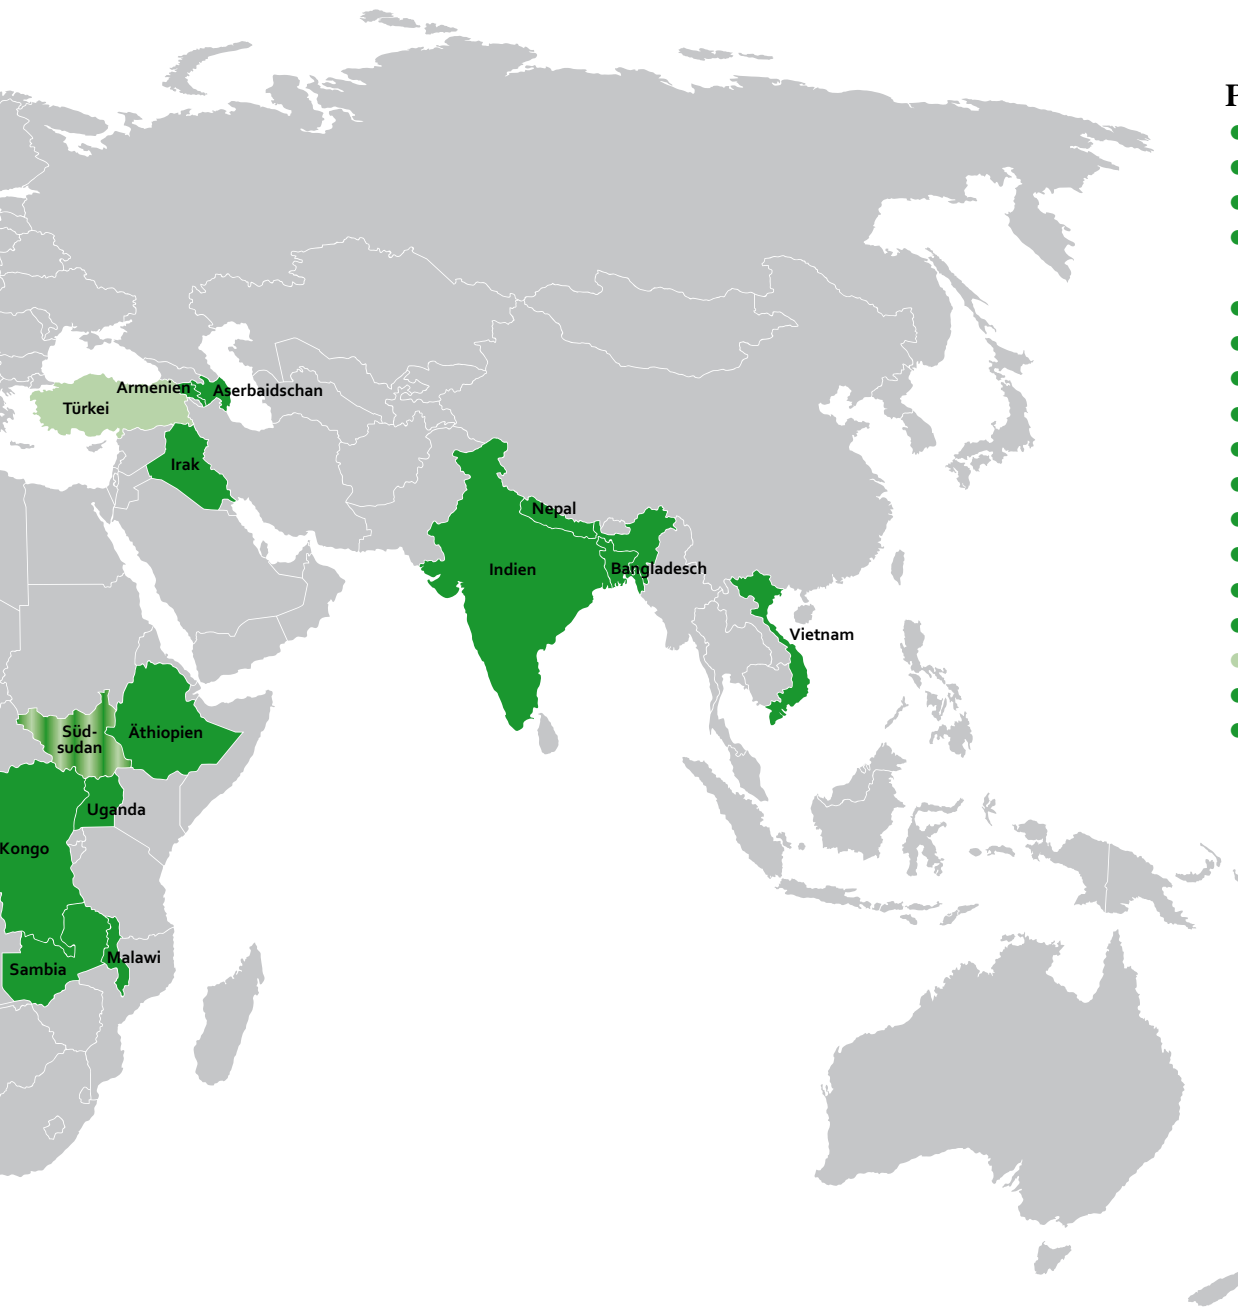 Armenien
Aserbaidschan
Türkei
Irak
Nepal
Indien
Bangladesch
Vietnam
Süd-
sudan
Äthiopien
Uganda
Kongo
Malawi
Sambia